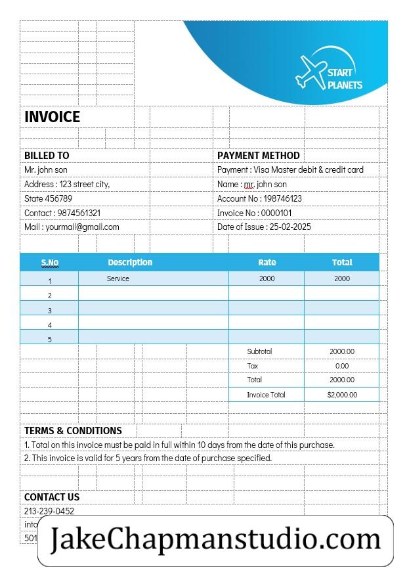 START
PLANETS
INVOICE
BILLED TO
PAYMENT METHOD
Mr. john son
Payment : Visa Master debit & credit card
Address : 123 street city,
Name : mr. john son
State 456789
Account No : 198746123
Contact : 9874561321
Invoice No : 0000101
Mail : yourmail@gmail.com
Date of Issue : 25-02-2025
S.No Description Rate Total
1 Service 2000 2000
2
3
4
5
Subtotal 2000.00
Tax 0.00
Total 2000.00
Invoice Total $2,000.00
TERMS & CONDITIONS
1. Total on this invoice must be paid in full within 10 days from the date of this purchase.
2. This invoice is valid for 5 years from the date of purchase specified.
CONTACT US
213-239-0452
JakeChapmanstudio.com